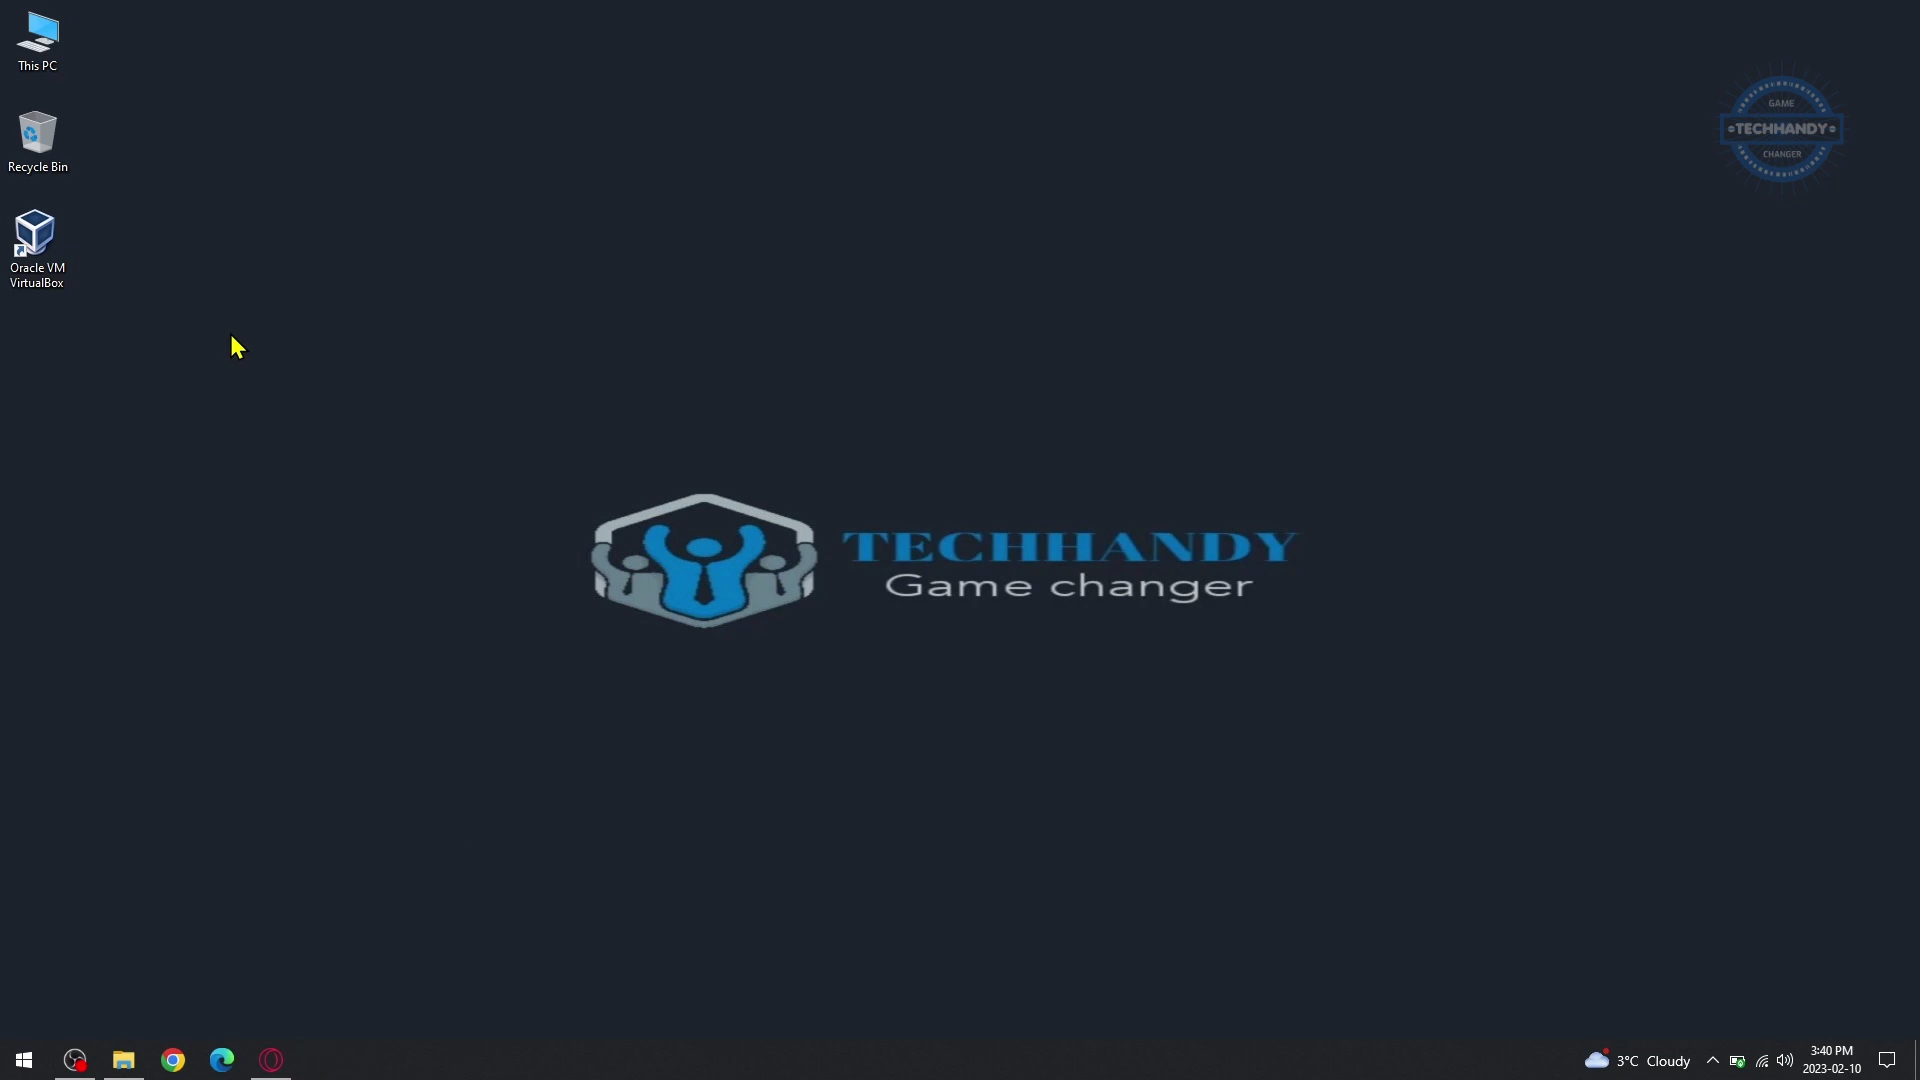 This PC
Recycle Bin
Oracle VM
VirtualBox
GAME
TECHHANDY
CHANGER
TECHHANDY
Game changer
3°C Cloudy
3:40 PM
2023-02-10